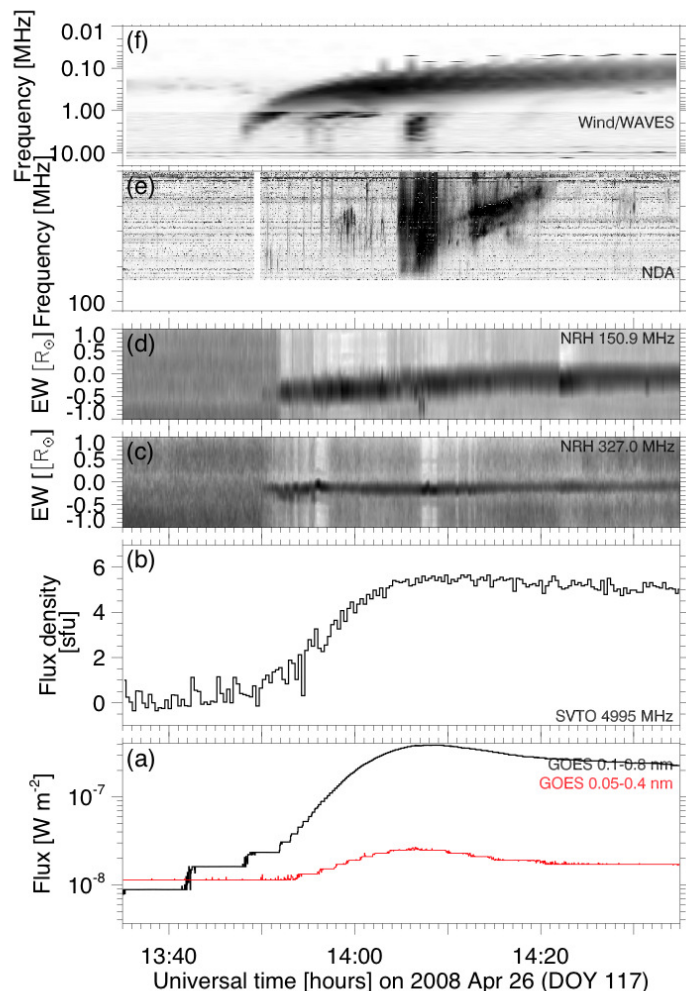 (f)
0.01
0.10
1.00
10.00
Frequency [MHz]
Wind/WAVES
(e)
Frequency [MHz]
100
NDA
(d)
NRH 150.9 MHz
1.0
0.5
0.0
-0.5
-1.0
EW [R☉]
(c)
NRH 327.0 MHz
1.0
0.5
0.0
-0.5
-1.0
EW [[R☉]
(b)
6
4
2
0
Flux density
[sfu]
SVTO 4995 MHz
(a)
GOES 0.1-0.8 nm
GOES 0.05-0.4 nm
10⁻⁷
10⁻⁸
Flux [W m⁻²]
13:40 14:00 14:20
Universal time [hours] on 2008 Apr 26 (DOY 117)